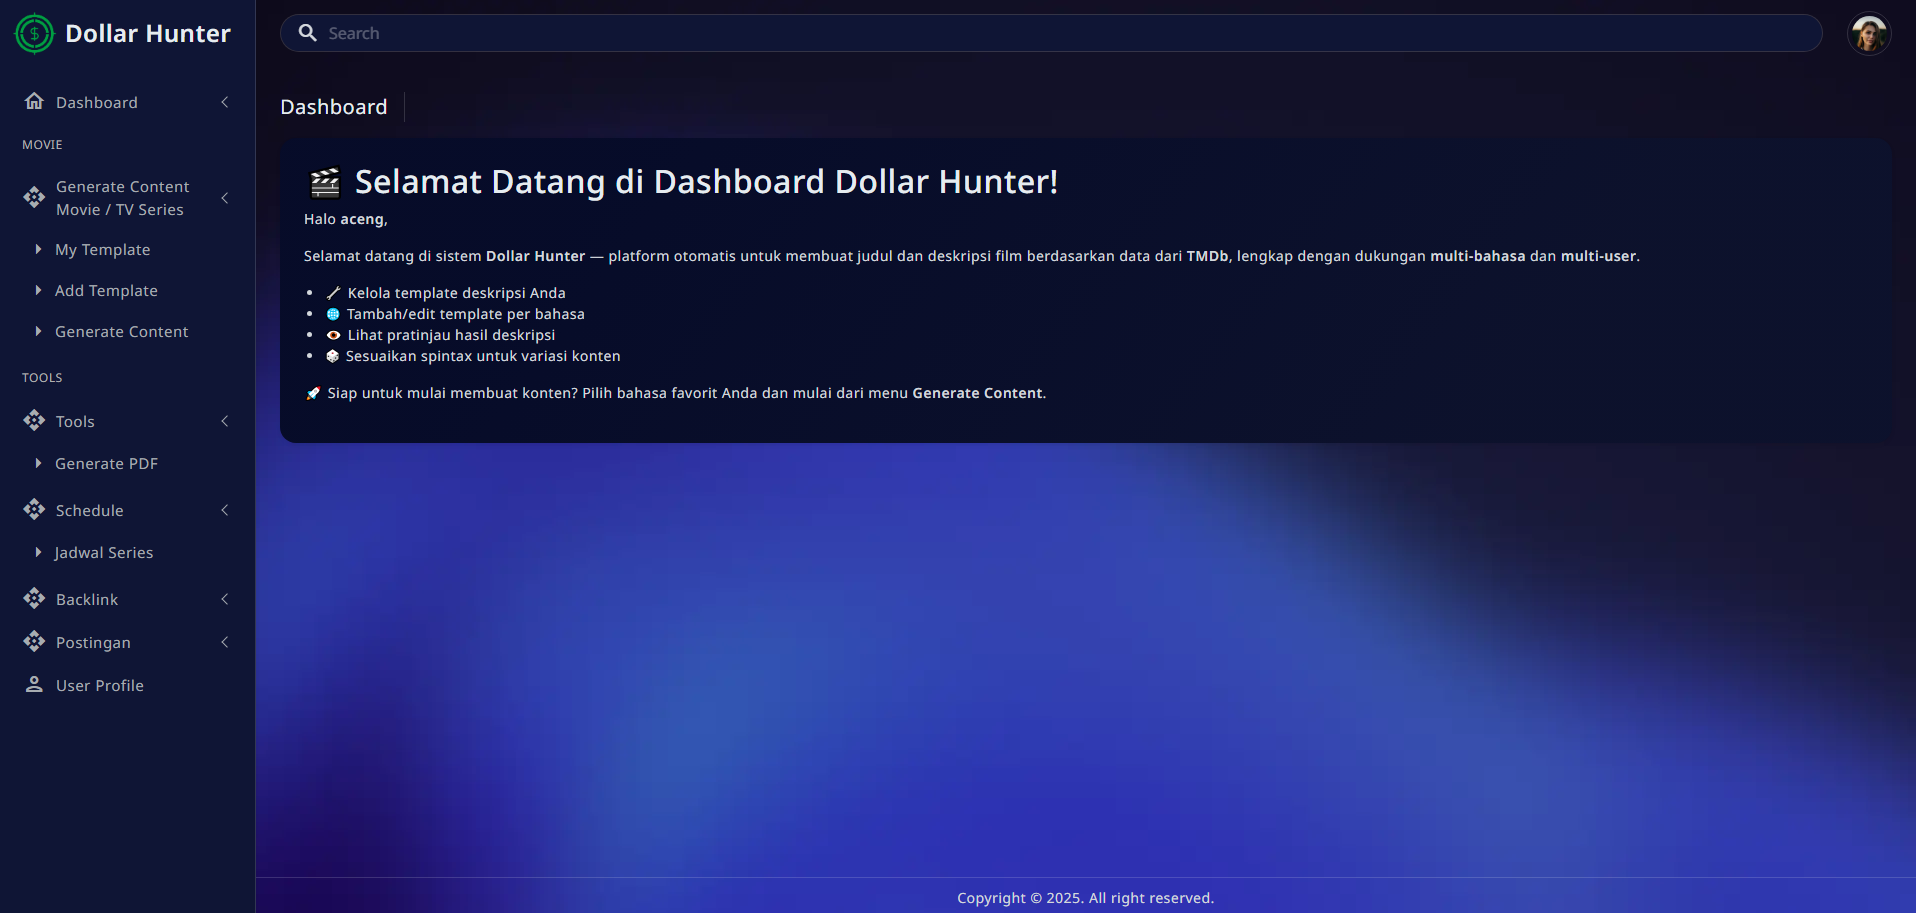 Dollar Hunter
Search
Dashboard
MOVIE
Generate Content
Movie / TV Series
My Template
Add Template
Generate Content
TOOLS
Tools
Generate PDF
Schedule
Jadwal Series
Backlink
Postingan
User Profile
Dashboard
🎬 Selamat Datang di Dashboard Dollar Hunter!
Halo aceng,
Selamat datang di sistem Dollar Hunter — platform otomatis untuk membuat judul dan deskripsi film berdasarkan data dari TMDb, lengkap dengan dukungan multi-bahasa dan multi-user.
• 🔧 Kelola template deskripsi Anda
• 🌐 Tambah/edit template per bahasa
• 👁️ Lihat pratinjau hasil deskripsi
• 🎲 Sesuaikan spintax untuk variasi konten
🚀 Siap untuk mulai membuat konten? Pilih bahasa favorit Anda dan mulai dari menu Generate Content.
Copyright © 2025. All right reserved.